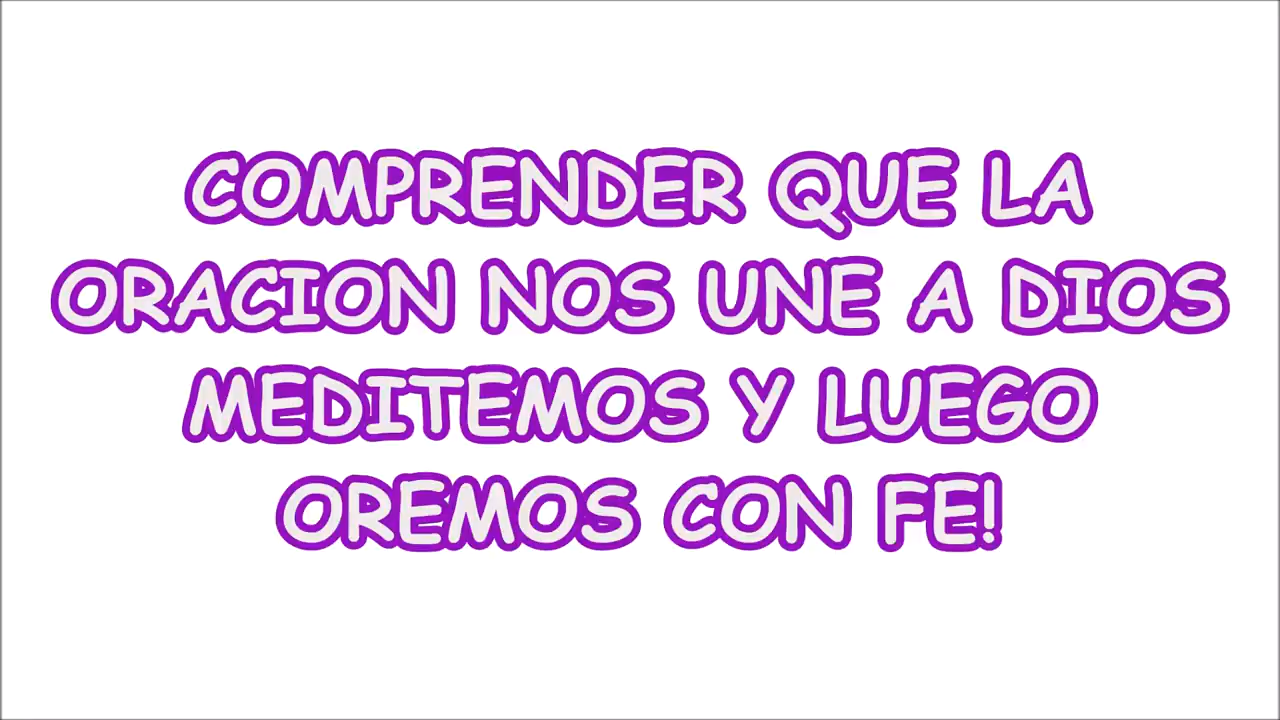 COMPRENDER QUE LA
ORACION NOS UNE A DIOS
MEDITEMOS Y LUEGO
OREMOS CON FE!